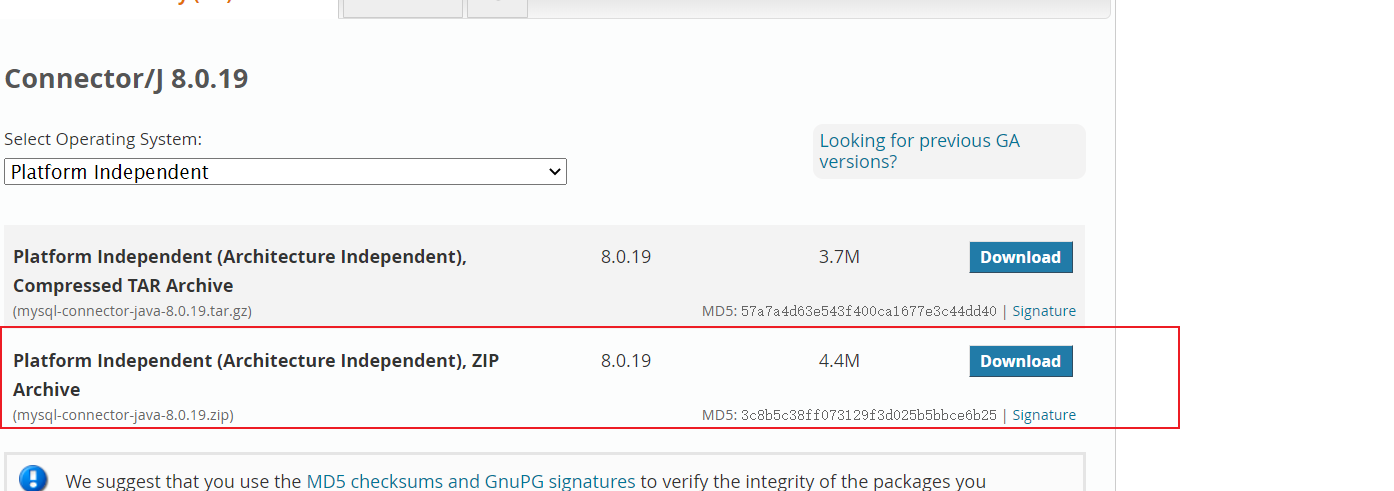 Connector/J 8.0.19
Select Operating System:
Looking for previous GA
versions?
Platform Independent
Platform Independent (Architecture Independent),
Compressed TAR Archive
8.0.19
3.7M
Download
(mysql-connector-java-8.0.19.tar.gz)
MD5: 57a7a4d63e543f400ca1677e3c44dd40 | Signature
Platform Independent (Architecture Independent), ZIP
Archive
8.0.19
4.4M
Download
(mysql-connector-java-8.0.19.zip)
MD5: 3c8b5c38ff073129f3d025b5bbce6b25 | Signature
We suggest that you use the MD5 checksums and GnuPG signatures to verify the integrity of the packages you